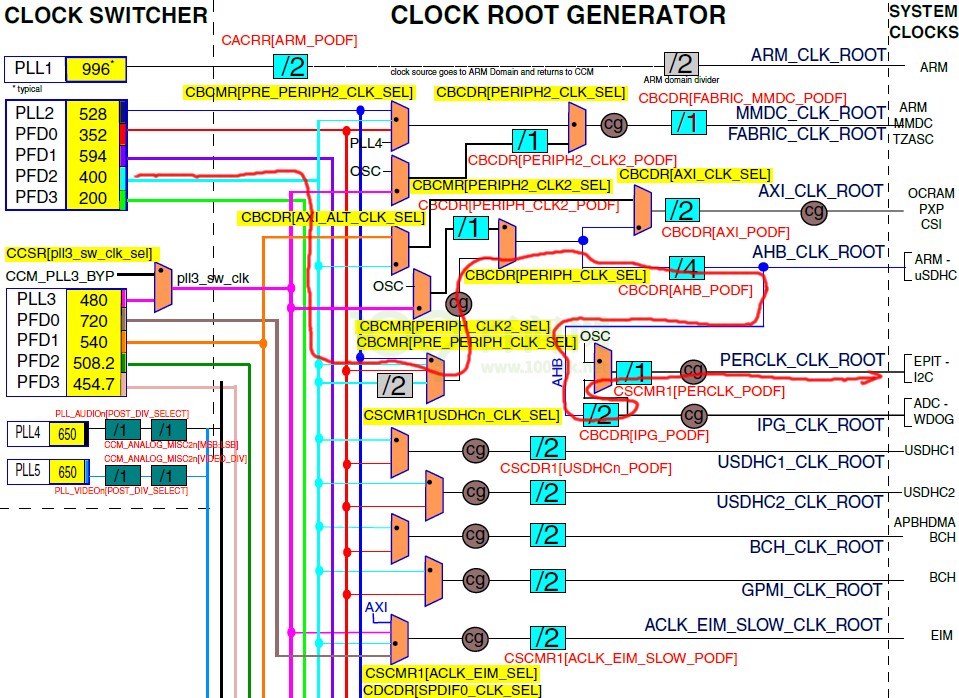 CLOCK SWITCHER
CLOCK ROOT GENERATOR
SYSTEM
CLOCKS
CACRR[ARM_PODF]
PLL1 996*
* typical
/2
clock source goes to ARM Domain and returns to CCM
/2
ARM domain divider
ARM_CLK_ROOT
ARM
CBCMR[PRE_PERIPH2_CLK_SEL]
CBCDR[PERIPH2_CLK_SEL]
CBCDR[FABRIC_MMDC_PODF]
PLL2 528
PFD0 352
PFD1 594
PFD2 400
PFD3 200
PLL4
/1
cg
/1
MMDC_CLK_ROOT
FABRIC_CLK_ROOT
ARM
MMDC
TZASC
OSC
CBCDR[PERIPH2_CLK2_PODF]
CBCMR[PERIPH2_CLK2_SEL]
CBCDR[AXI_CLK_SEL]
CBCDR[PERIPH_CLK2_PODF]
CBCDR[AXI_ALT_CLK_SEL]
/1
/2
CBCDR[AXI_PODF]
cg
AXI_CLK_ROOT
OCRAM
PXP
CSI
CCSR[pll3_sw_clk_sel]
CCM_PLL3_BYP
pll3_sw_clk
CBCDR[PERIPH_CLK_SEL]
/4
CBCDR[AHB_PODF]
AHB_CLK_ROOT
ARM -
uSDHC
OSC
cg
PLL3 480
PFD0 720
PFD1 540
PFD2 508.2
PFD3 454.7
CBCMR[PERIPH_CLK2_SEL]
CBCMR[PRE_PERIPH_CLK_SEL]
/2
AHB
OSC
/1
cg
CSCMR1[PERCLK_PODF]
PERCLK_CLK_ROOT
EPIT -
I2C
/2
CBCDR[IPG_PODF]
cg
IPG_CLK_ROOT
ADC -
WDOG
PLL_AUDIOn[POST_DIV_SELECT]
PLL4 650
/1
/1
CCM_ANALOG_MISC2n[MSB:LSB]
CCM_ANALOG_MISC2n[VIDEO_DIV]
PLL5 650
/1
/1
PLL_VIDEOn[POST_DIV_SELECT]
CSCMR1[USDHCn_CLK_SEL]
cg
/2
CSCDR1[USDHCn_PODF]
USDHC1_CLK_ROOT
USDHC1
cg
/2
USDHC2_CLK_ROOT
USDHC2
cg
/2
BCH_CLK_ROOT
APBHDMA
BCH
cg
/2
GPMI_CLK_ROOT
BCH
AXI
cg
/2
ACLK_EIM_SLOW_CLK_ROOT
EIM
CSCMR1[ACLK_EIM_SLOW_PODF]
CSCMR1[ACLK_EIM_SEL]
CDCDR[SPDIF0_CLK_SEL]